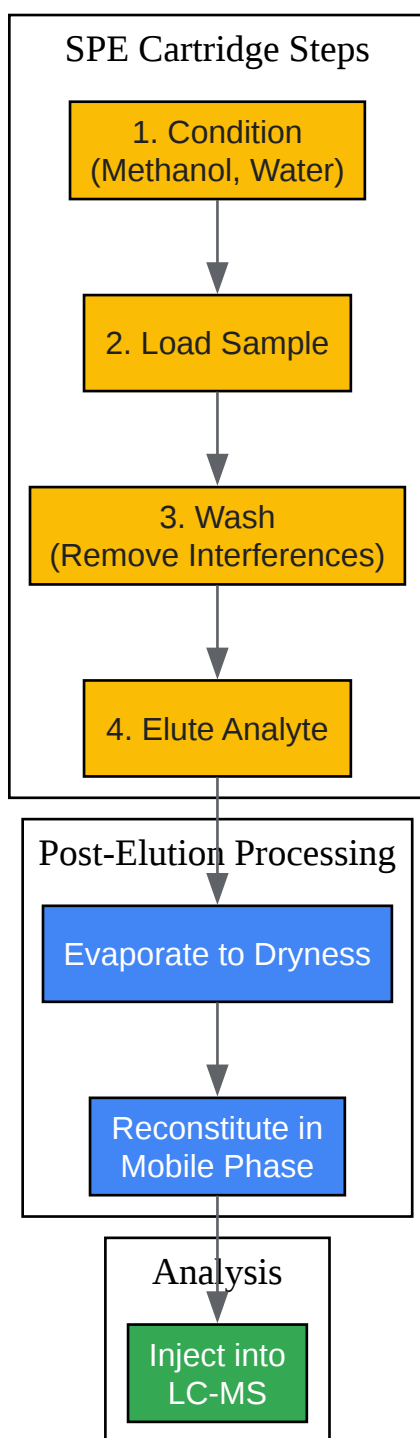 SPE Cartridge Steps
1. Condition
(Methanol, Water)
2. Load Sample
3. Wash
(Remove Interferences)
4. Elute Analyte
Post-Elution Processing
Evaporate to Dryness
Reconstitute in
Mobile Phase
Analysis
Inject into
LC-MS